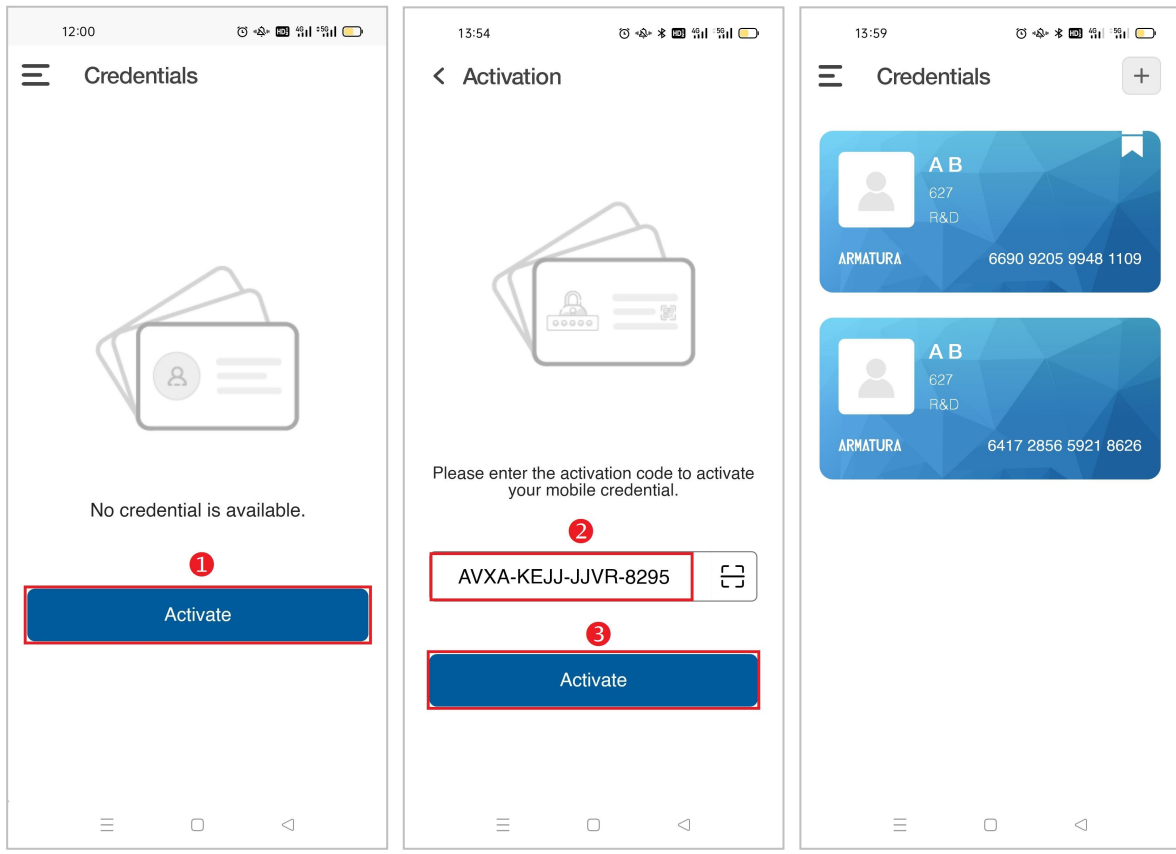 12:00
Credentials
No credential is available.
1
Activate
13:54
Activation
Please enter the activation code to activate
your mobile credential.
2
AVXA-KEJJ-JJVR-8295
3
Activate
13:59
Credentials
+
A B
627
R&D
ARMATURA 6690 9205 9948 1109
A B
627
R&D
ARMATURA 6417 2856 5921 8626